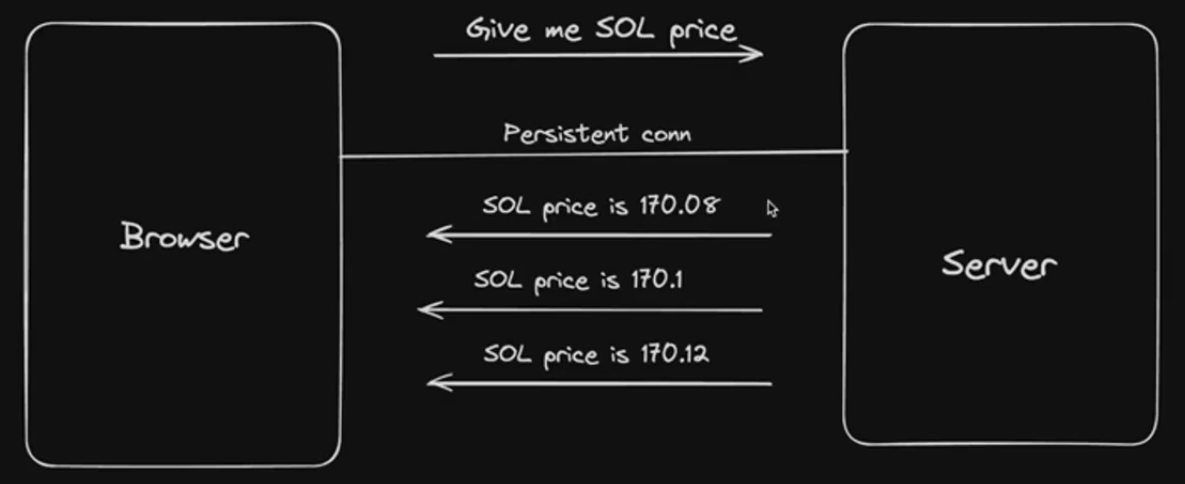 Give me SOL price
Persistent conn
SOL price is 170.08
Browser
Server
SOL price is 170.1
SOL price is 170.12